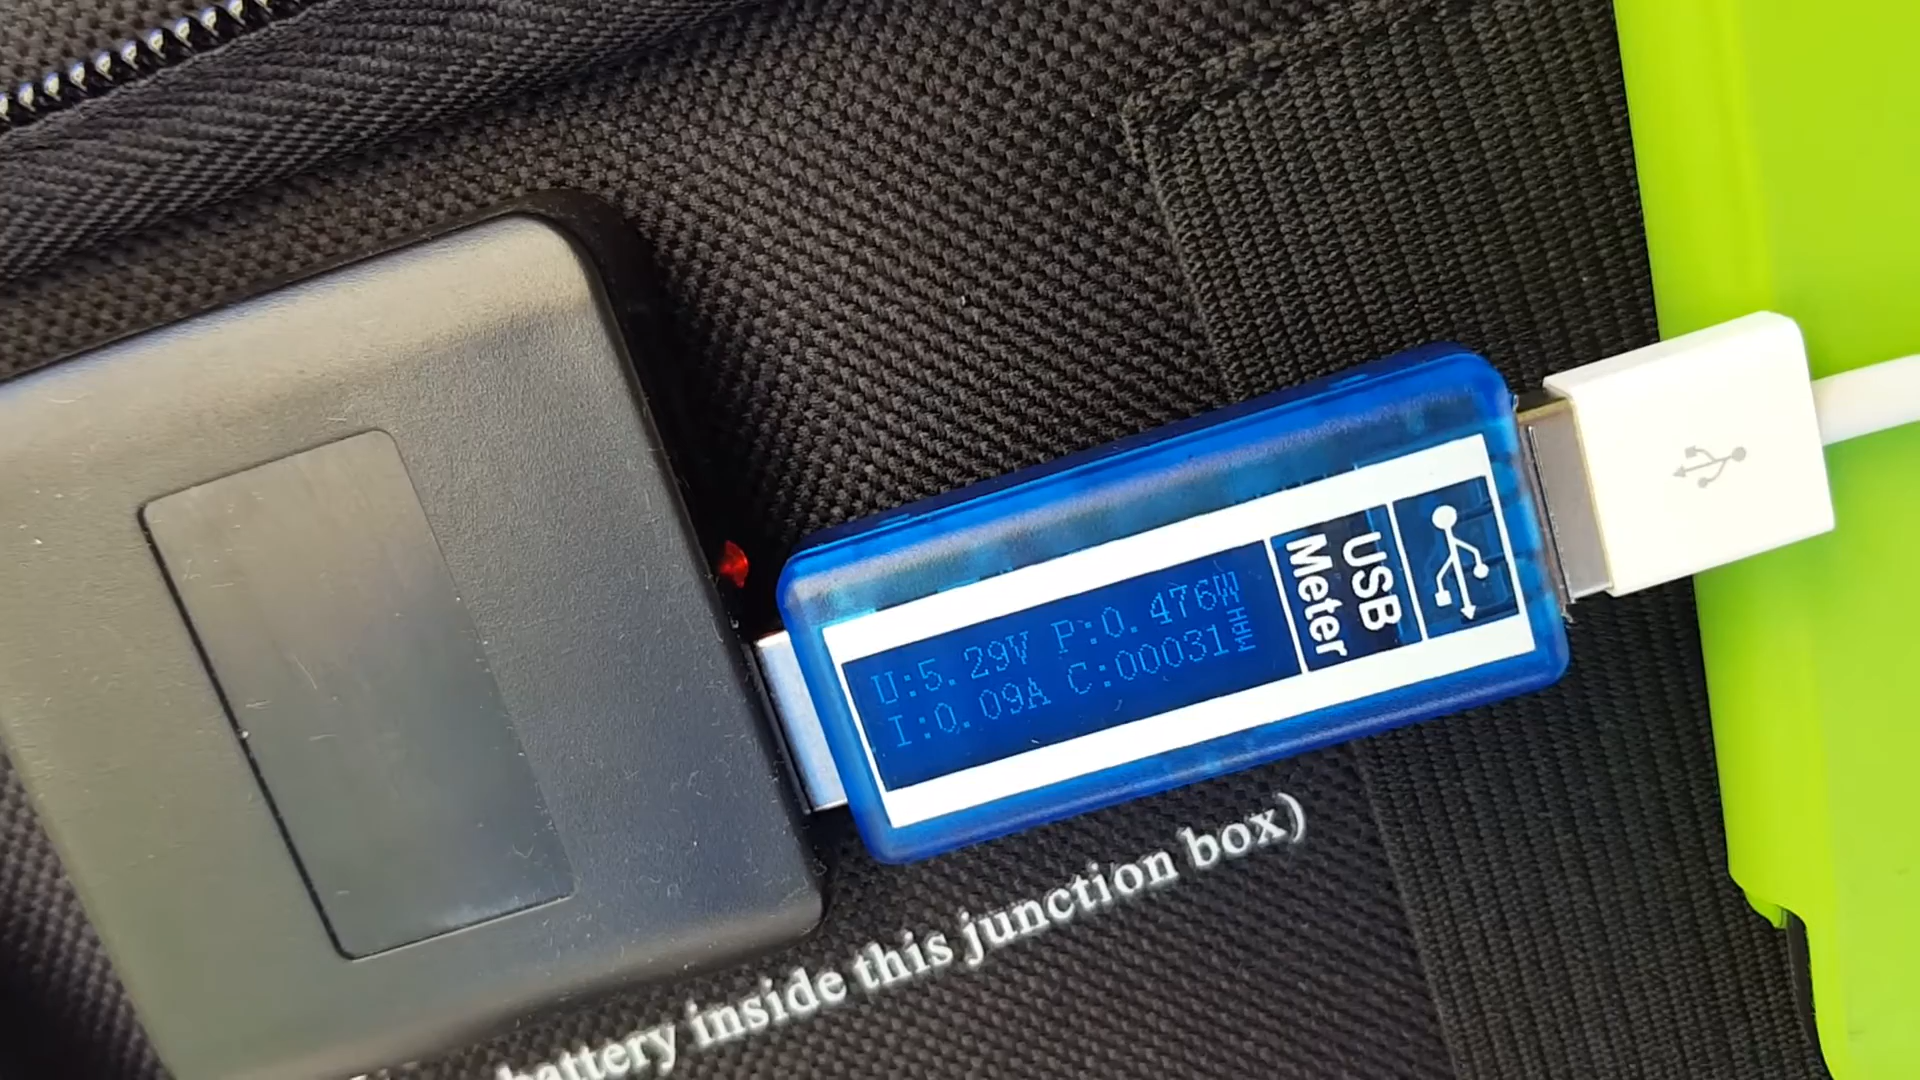 U:5.29V P:0.476W
I:0.09A C:00031MAH
USB
Meter
battery inside this junction box)